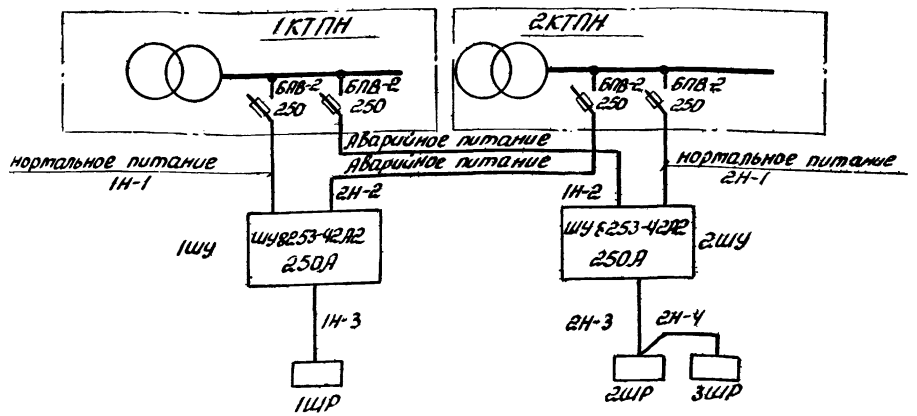 1КТПН
2КТПН
БПВ-2
250
БПВ-2
250
БПВ-2
250
БПВ-2
250
Аварийное питание
Аварийное питание
нормальное питание
1Н-1
2Н-2
1Н-2
нормальное питание
2Н-1
1ШУ
ШУ8253-42А2
250А
ШУ8253-42А2
250А
2ШУ
1Н-3
2Н-3
2Н-4
1ШР
2ШР
3ШР